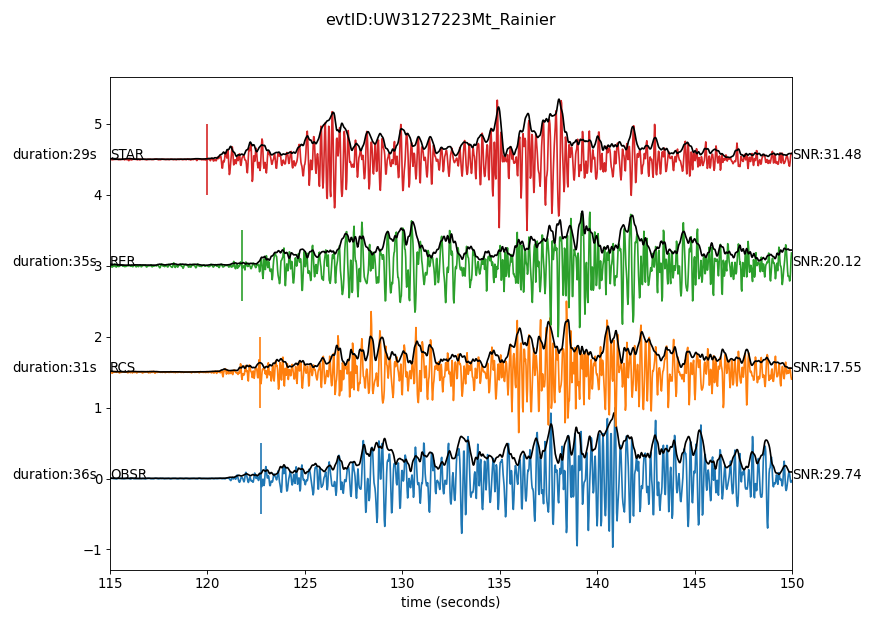 evtID:UW3127223Mt_Rainier
5
duration:29s STAR SNR:31.48
4
duration:35s RER SNR:20.12
3
2
duration:31s RCS SNR:17.55
1
duration:36s OBSR SNR:29.74
0
−1
115 120 125 130 135 140 145 150
time (seconds)